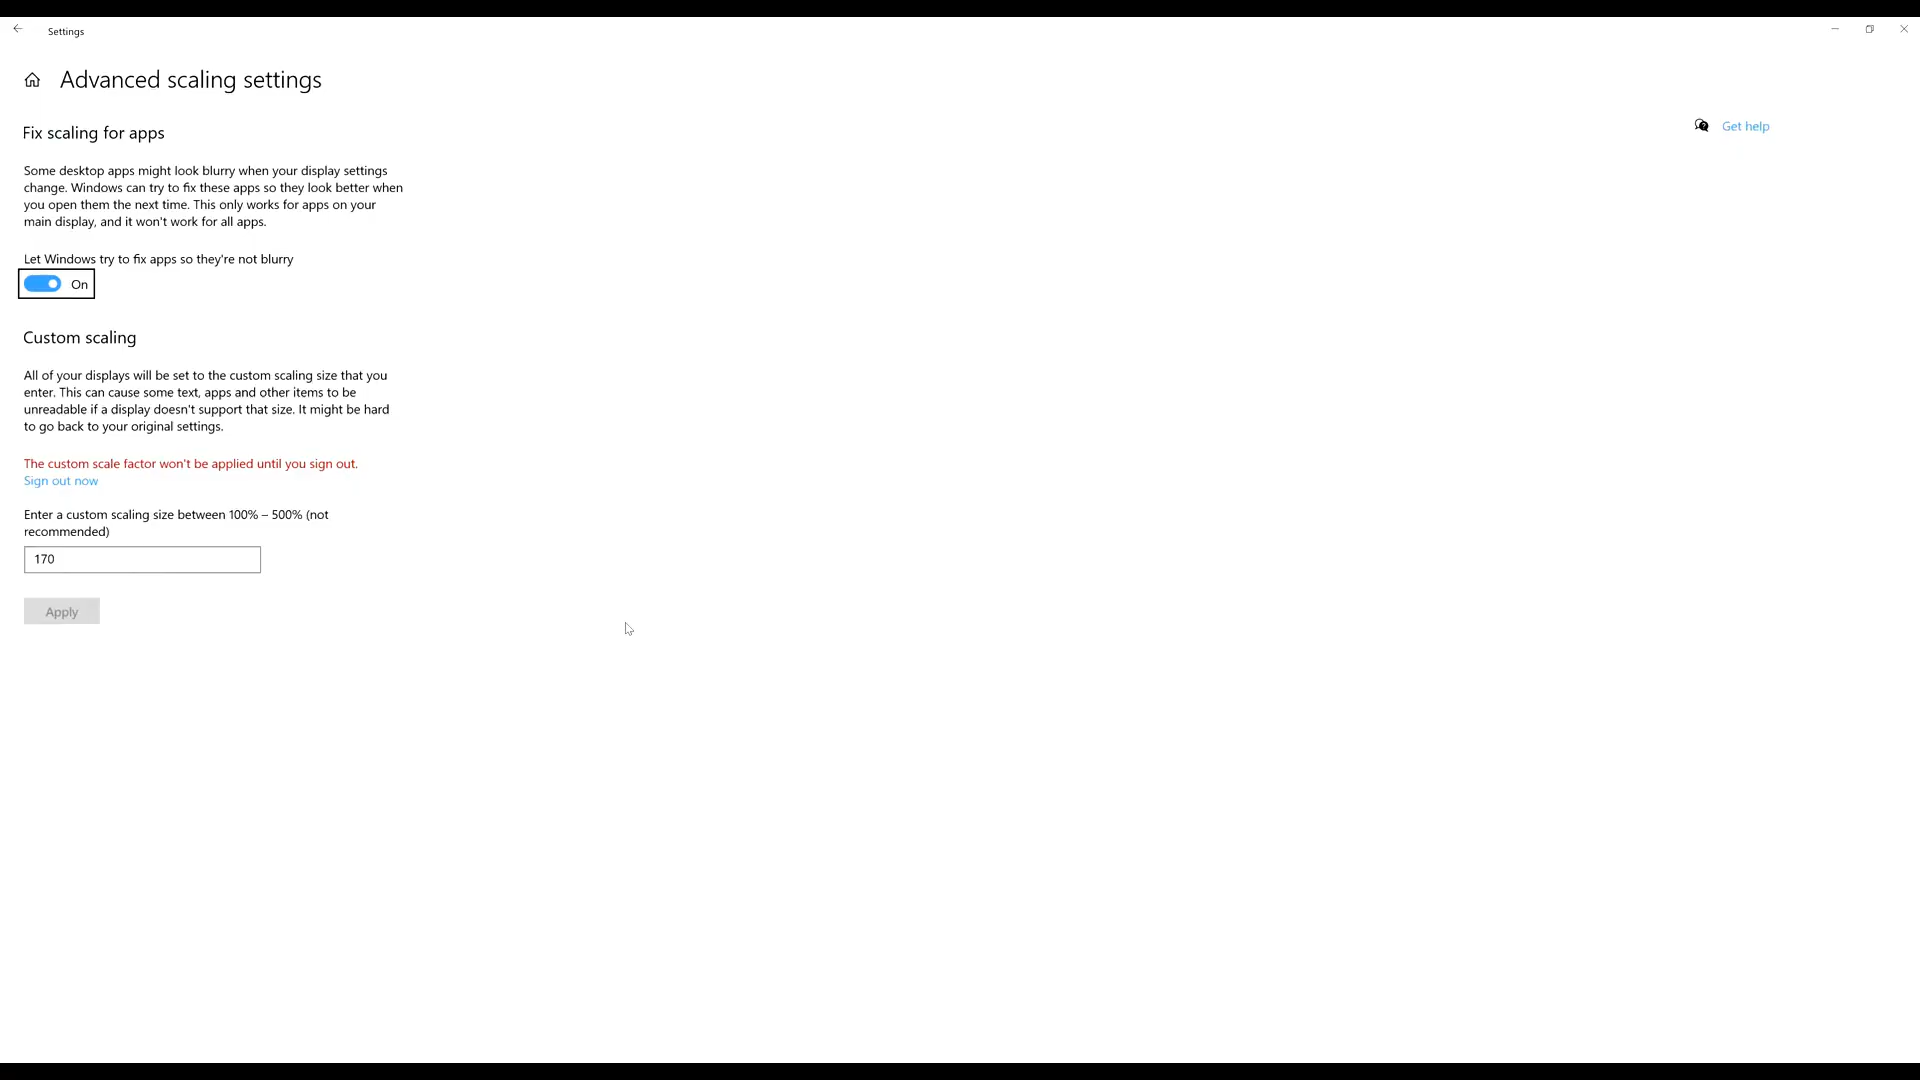 Settings
Advanced scaling settings
Fix scaling for apps
Get help
Some desktop apps might look blurry when your display settings
change. Windows can try to fix these apps so they look better when
you open them the next time. This only works for apps on your
main display, and it won't work for all apps.
Let Windows try to fix apps so they're not blurry
On
Custom scaling
All of your displays will be set to the custom scaling size that you
enter. This can cause some text, apps and other items to be
unreadable if a display doesn't support that size. It might be hard
to go back to your original settings.
The custom scale factor won't be applied until you sign out.
Sign out now
Enter a custom scaling size between 100% – 500% (not
recommended)
170
Apply